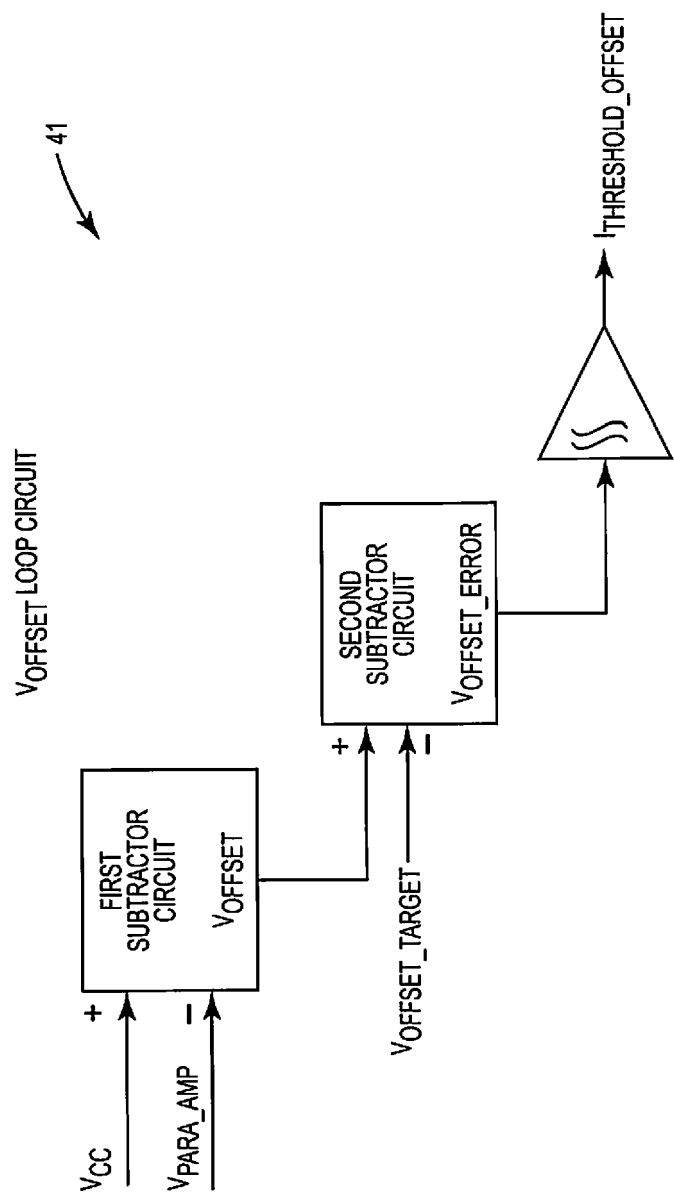 VOFFSET LOOP CIRCUIT
41
VCC
+
VPARA_AMP
−
FIRST
SUBTRACTOR
CIRCUIT
VOFFSET
+
VOFFSET_TARGET
−
SECOND
SUBTRACTOR
CIRCUIT
VOFFSET_ERROR
ITHRESHOLD_OFFSET